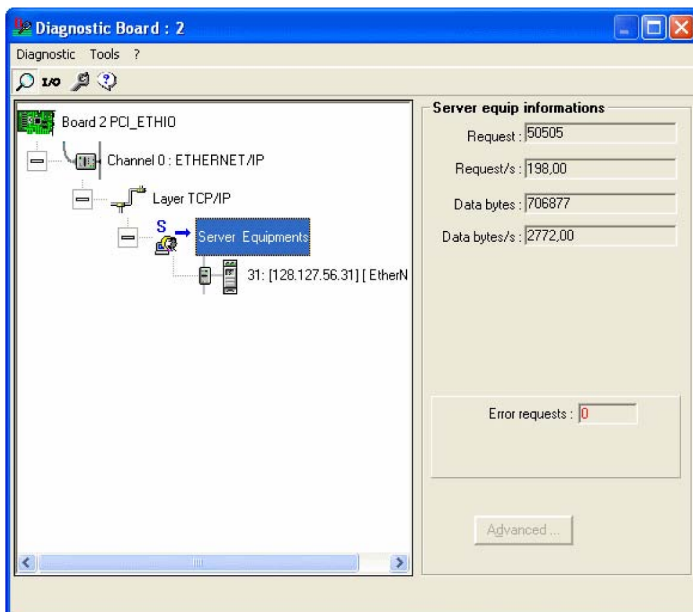 Diagnostic Board : 2
Diagnostic Tools ?
I/O
Board 2 PCI_ETHIO
Channel 0 : ETHERNET/IP
Layer TCP/IP
S
Server Equipments
31: [128.127.56.31] [ EtherN
Server equip informations
Request : 50505
Request/s : 198,00
Data bytes : 706877
Data bytes/s : 2772,00
Error requests : 0
Advanced ...